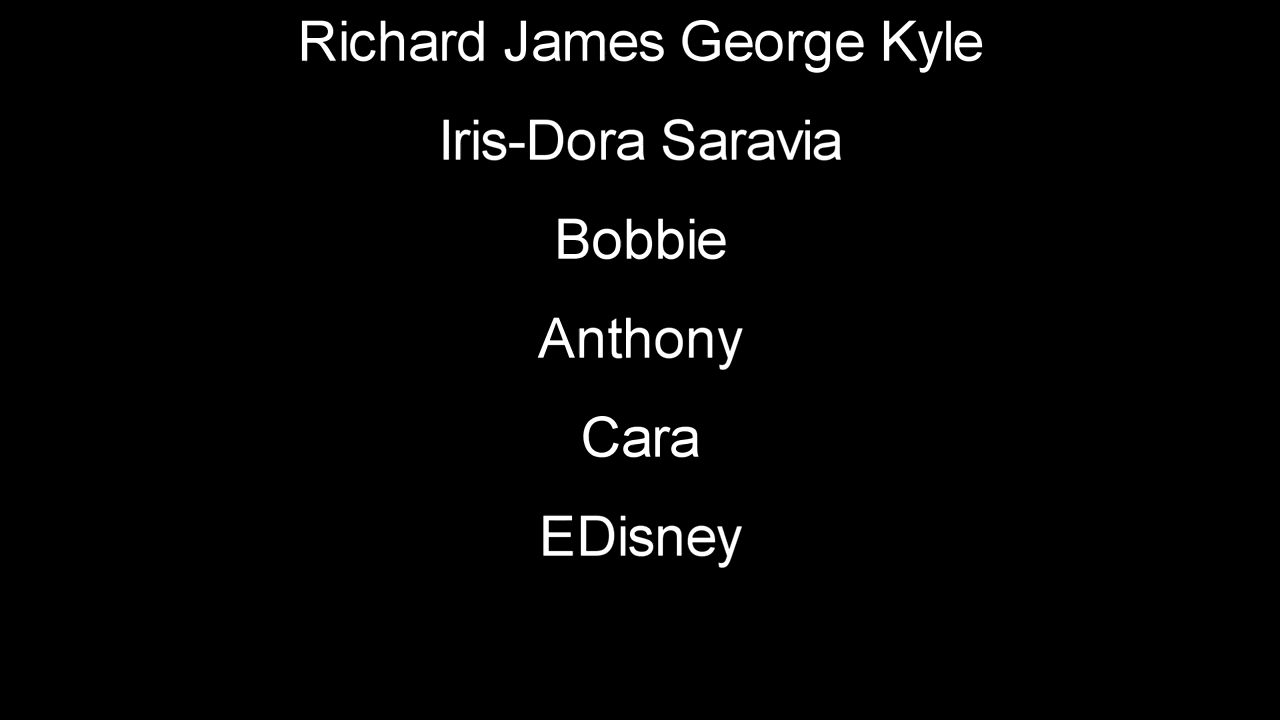 Richard James George Kyle
Iris-Dora Saravia
Bobbie
Anthony
Cara
EDisney